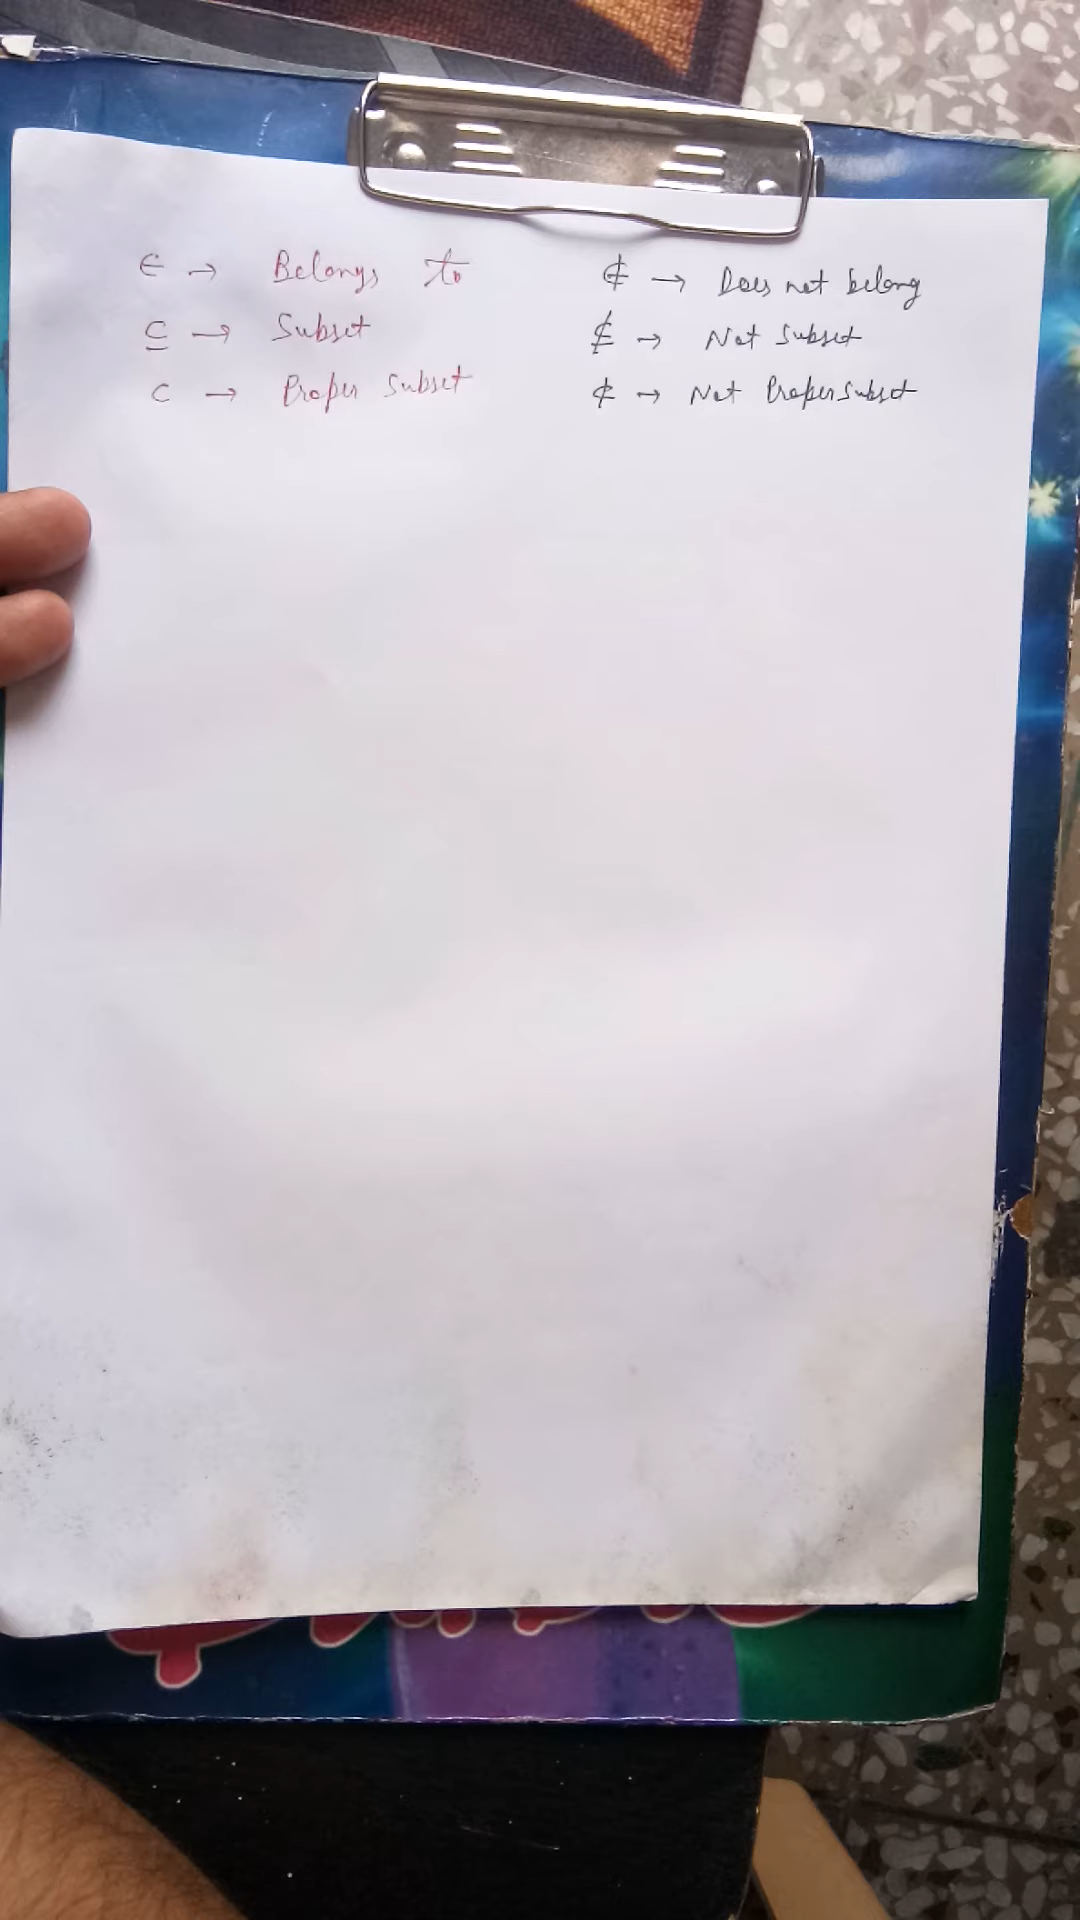 ∈ → Belongs to ∉ → Does not belong
⊆ → Subset ⊈ → Not Subset
⊂ → Proper Subset ⊄ → Not Proper Subset